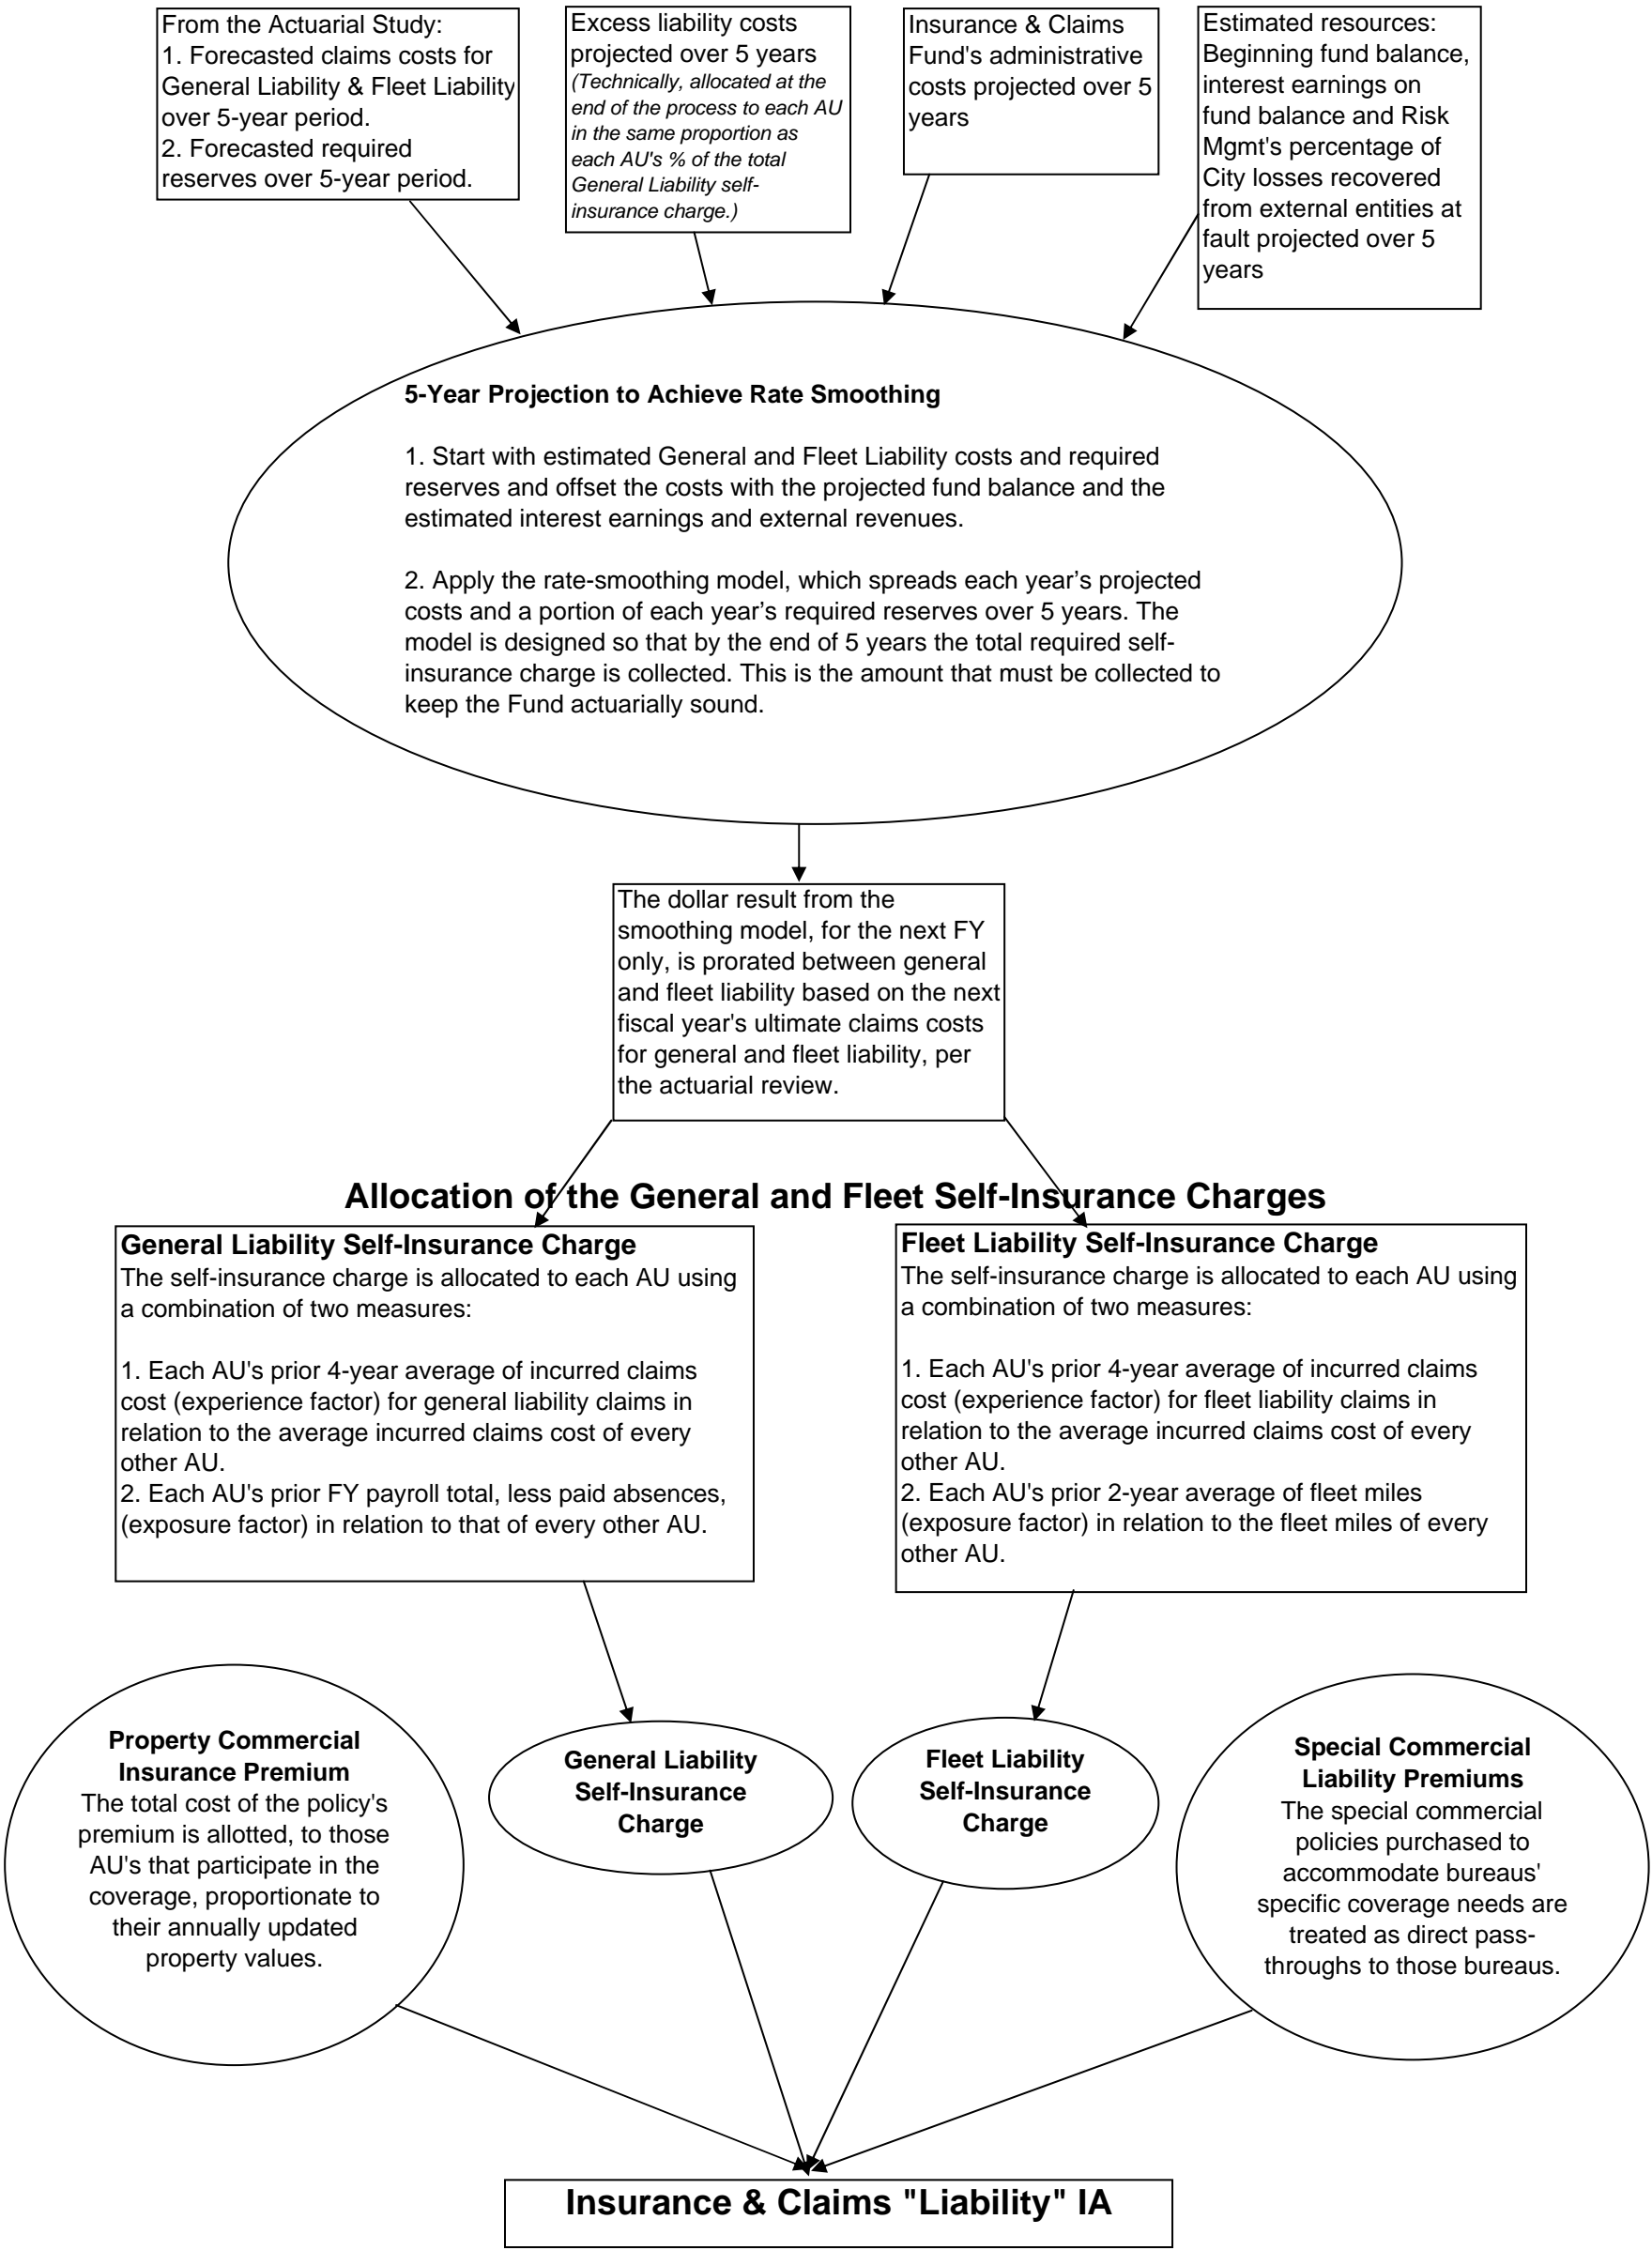 From the Actuarial Study:
1. Forecasted claims costs for
General Liability & Fleet Liability
over 5-year period.
2. Forecasted required
reserves over 5-year period.
Excess liability costs
projected over 5 years
(Technically, allocated at the
end of the process to each AU
in the same proportion as
each AU's % of the total
General Liability self-
insurance charge.)
Insurance & Claims
Fund's administrative
costs projected over 5
years
Estimated resources:
Beginning fund balance,
interest earnings on
fund balance and Risk
Mgmt's percentage of
City losses recovered
from external entities at
fault projected over 5
years
5-Year Projection to Achieve Rate Smoothing
1. Start with estimated General and Fleet Liability costs and required
reserves and offset the costs with the projected fund balance and the
estimated interest earnings and external revenues.
2. Apply the rate-smoothing model, which spreads each year’s projected
costs and a portion of each year’s required reserves over 5 years. The
model is designed so that by the end of 5 years the total required self-
insurance charge is collected. This is the amount that must be collected to
keep the Fund actuarially sound.
The dollar result from the
smoothing model, for the next FY
only, is prorated between general
and fleet liability based on the next
fiscal year's ultimate claims costs
for general and fleet liability, per
the actuarial review.
Allocation of the General and Fleet Self-Insurance Charges
General Liability Self-Insurance Charge
The self-insurance charge is allocated to each AU using
a combination of two measures:
1. Each AU's prior 4-year average of incurred claims
cost (experience factor) for general liability claims in
relation to the average incurred claims cost of every
other AU.
2. Each AU's prior FY payroll total, less paid absences,
(exposure factor) in relation to that of every other AU.
Fleet Liability Self-Insurance Charge
The self-insurance charge is allocated to each AU using
a combination of two measures:
1. Each AU's prior 4-year average of incurred claims
cost (experience factor) for fleet liability claims in
relation to the average incurred claims cost of every
other AU.
2. Each AU's prior 2-year average of fleet miles
(exposure factor) in relation to the fleet miles of every
other AU.
Property Commercial
Insurance Premium
The total cost of the policy's
premium is allotted, to those
AU's that participate in the
coverage, proportionate to
their annually updated
property values.
General Liability
Self-Insurance
Charge
Fleet Liability
Self-Insurance
Charge
Special Commercial
Liability Premiums
The special commercial
policies purchased to
accommodate bureaus'
specific coverage needs are
treated as direct pass-
throughs to those bureaus.
Insurance & Claims "Liability" IA